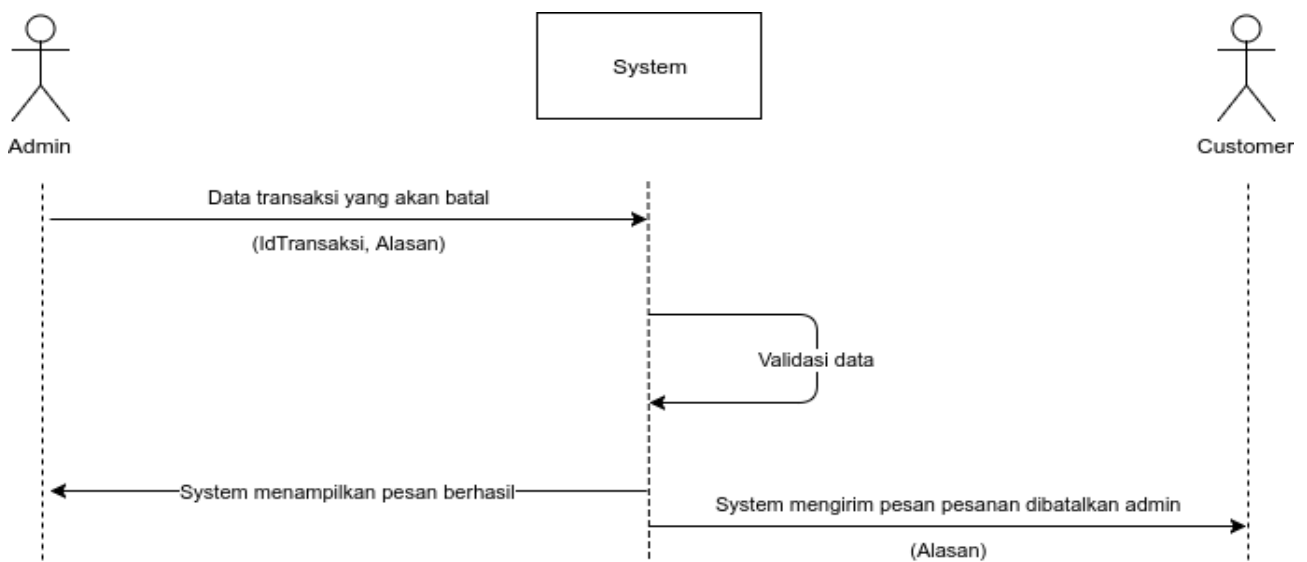 System
Admin
Customer
Data transaksi yang akan batal
(IdTransaksi, Alasan)
Validasi data
System menampilkan pesan berhasil
System mengirim pesan pesanan dibatalkan admin
(Alasan)